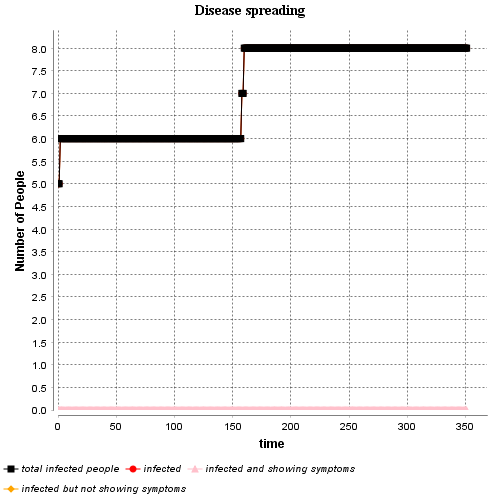 Disease spreading
8.0
7.5
7.0
6.5
6.0
5.5
5.0
4.5
4.0
3.5
3.0
2.5
2.0
1.5
1.0
0.5
0.0
Number of People
0 50 100 150 200 250 300 350
time
total infected people infected infected and showing symptoms
infected but not showing symptoms